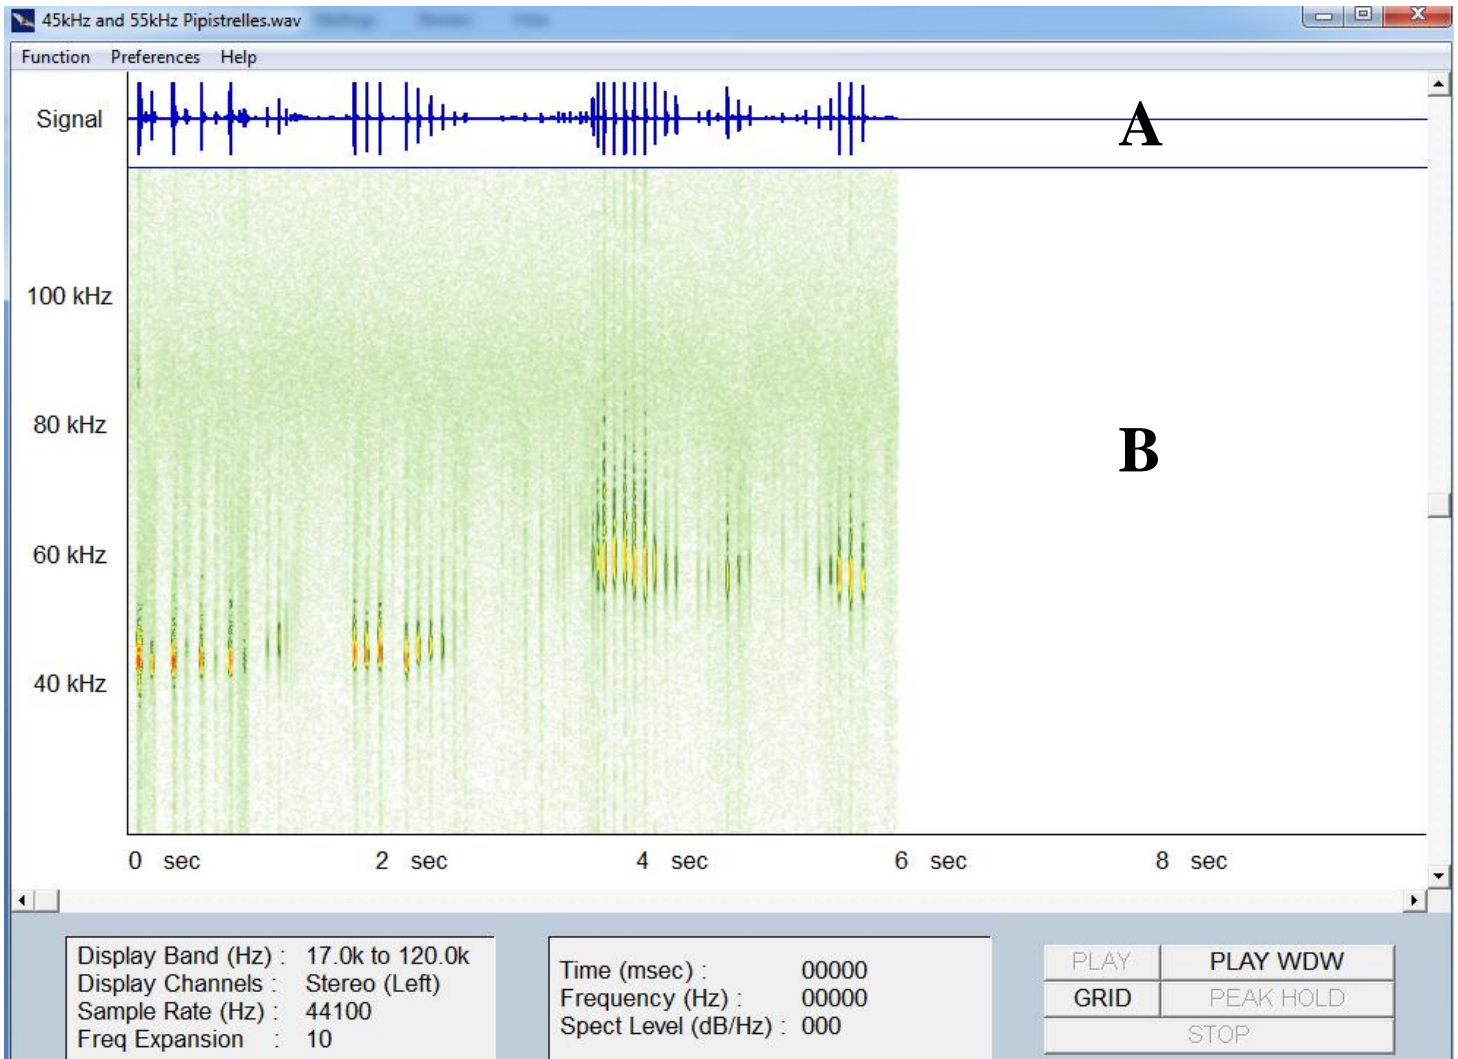 45kHz and 55kHz Pipistrelles.wav
Function Preferences Help
Signal
A
100 kHz
80 kHz
B
60 kHz
40 kHz
0 sec 2 sec 4 sec 6 sec 8 sec
Display Band (Hz) : 17.0k to 120.0k
Display Channels : Stereo (Left)
Sample Rate (Hz) : 44100
Freq Expansion : 10
Time (msec) : 00000
Frequency (Hz) : 00000
Spect Level (dB/Hz) : 000
PLAY PLAY WDW
GRID PEAK HOLD
STOP